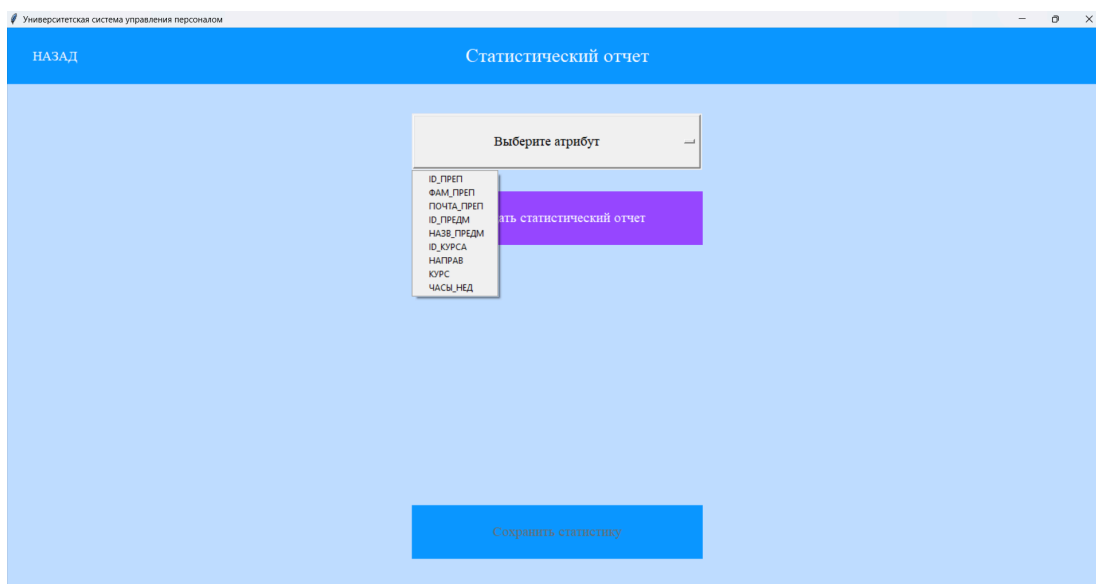 Университетская система управления персоналом
НАЗАД
Статистический отчет
Выберите атрибут
ID_ПРЕП
ФАМ_ПРЕП
ПОЧТА_ПРЕП
ID_ПРЕДМ
НАЗВ_ПРЕДМ
ID_КУРСА
НАПРАВ
КУРС
ЧАСЫ_НЕД
статистический отчет
Сохранить статистику